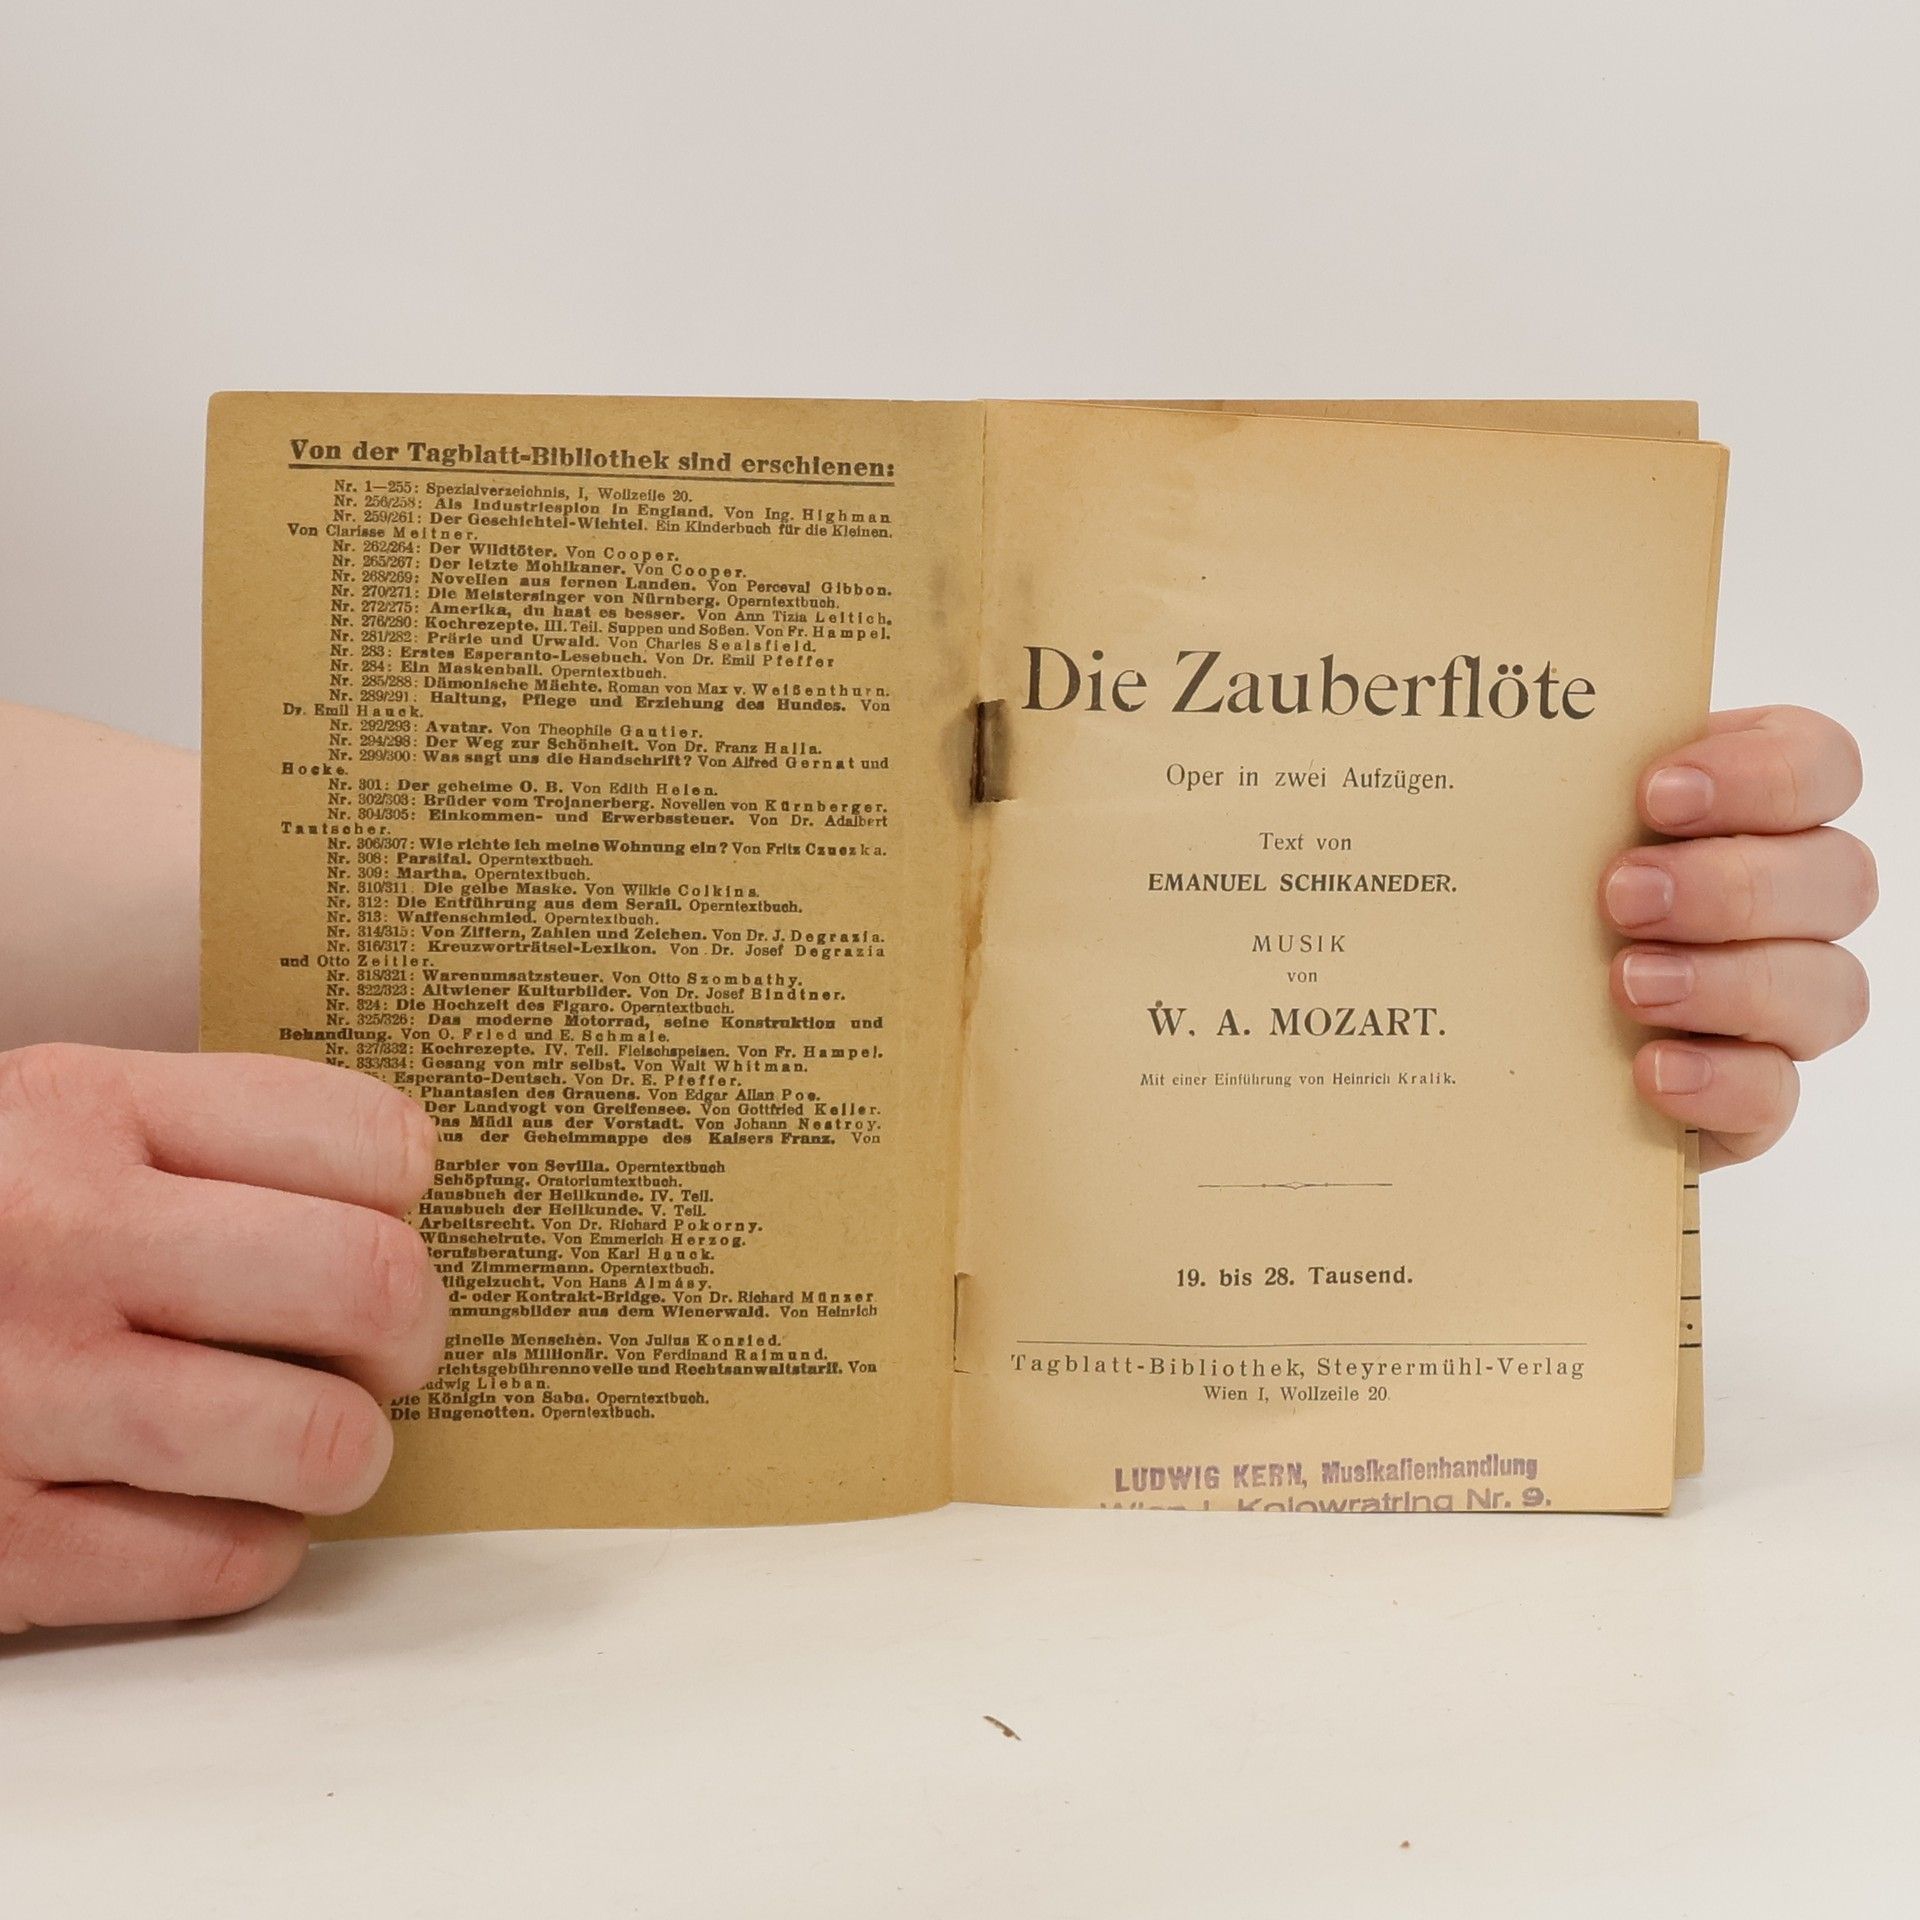 Von der Tagblatt-Bibliothek sind erschienen:
Nr. 1—255: Spezialverzeichnis, I, Wollzeile 20.
Nr. 256/258: Als Industriespion in England. Von Ing. Highman
Nr. 259/261: Der Geschichtel-Wichtel. Ein Kinderbuch für die Kleinen.
Von Clarisse Meitner.
Nr. 262/264: Der Wildtöter. Von Cooper.
Nr. 265/267: Der letzte Mohikaner. Von Cooper.
Nr. 268/269: Novellen aus fernen Landen. Von Perceval Gibbon.
Nr. 270/271: Die Meistersinger von Nürnberg. Operntextbuch.
Nr. 272/275: Amerika, du hast es besser. Von Ann Tizia Leitich.
Nr. 276/280: Kochrezepte. III. Teil. Suppen und Soßen. Von Fr. Hampel.
Nr. 281/282: Prärie und Urwald. Von Charles Sealsfield.
Nr. 283: Erstes Esperanto-Lesebuch. Von Dr. Emil Pfeffer
Nr. 284: Ein Maskenball. Operntextbuch.
Nr. 285/288: Dämonische Mächte. Roman von Max v. Weißenthurn.
Nr. 289/291: Haltung, Pflege und Erziehung des Hundes. Von
Dr. Emil Hauck.
Nr. 292/293: Avatar. Von Theophile Gautier.
Nr. 294/298: Der Weg zur Schönheit. Von Dr. Franz Halla.
Nr. 299/300: Was sagt uns die Handschrift? Von Alfred Gernat und
Hocke.
Nr. 301: Der geheime O. B. Von Edith Helen.
Nr. 302/303: Brüder vom Trojanerberg. Novellen von Kürnberger.
Nr. 304/305: Einkommen- und Erwerbssteuer. Von Dr. Adalbert
Tautscher.
Nr. 306/307: Wie richte ich meine Wohnung ein? Von Fritz Czuczka.
Nr. 308: Parsifal. Operntextbuch.
Nr. 309: Martha. Operntextbuch.
Nr. 310/311. Die gelbe Maske. Von Wilkie Colkins.
Nr. 312: Die Entführung aus dem Serail. Operntextbuch.
Nr. 313: Waffenschmied. Operntextbuch.
Nr. 314/315: Von Ziffern, Zahlen und Zeichen. Von Dr. J. Degrazia.
Nr. 316/317: Kreuzworträtsel-Lexikon. Von Dr. Josef Degrazia
und Otto Zeitler.
Nr. 318/321: Warenumsatzsteuer. Von Otto Szombathy.
Nr. 322/323: Altwiener Kulturbilder. Von Dr. Josef Bindtner.
Nr. 324: Die Hochzeit des Figaro. Operntextbuch.
Nr. 325/326: Das moderne Motorrad, seine Konstruktion und
Behandlung. Von O. Fried und E. Schmale.
Nr. 327/332: Kochrezepte. IV. Teil. Fleischspeisen. Von Fr. Hampel.
Nr. 333/334: Gesang von mir selbst. Von Walt Whitman.
Esperanto-Deutsch. Von Dr. E. Pfeffer.
Phantasien des Grauens. Von Edgar Allan Poe.
Der Landvogt von Greifensee. Von Gottfried Keller.
Das Mädl aus der Vorstadt. Von Johann Nestroy.
Aus der Geheimmappe des Kaisers Franz. Von
Barbier von Sevilla. Operntextbuch
Schöpfung. Oratoriumtextbuch.
Hausbuch der Heilkunde. IV. Teil.
Hausbuch der Heilkunde. V. Teil.
Arbeitsrecht. Von Dr. Richard Pokorny.
Wünschelrute. Von Emmerich Herzog.
Berufsberatung. Von Karl Hauck.
und Zimmermann. Operntextbuch.
flügelzucht. Von Hans Almásy.
d- oder Kontrakt-Bridge. Von Dr. Richard Münzer
mmungsbilder aus dem Wienerwald. Von Heinrich
ginelle Menschen. Von Julius Konried.
auer als Millionär. Von Ferdinand Raimund.
richtsgebührennovelle und Rechtsanwaltstarif. Von
Ludwig Lieban.
Die Königin von Saba. Operntextbuch.
Die Hugenotten. Operntextbuch.
Die Zauberflöte
Oper in zwei Aufzügen.
Text von
EMANUEL SCHIKANEDER.
MUSIK
von
W. A. MOZART.
Mit einer Einführung von Heinrich Kralik.
19. bis 28. Tausend.
Tagblatt-Bibliothek, Steyrermühl-Verlag
Wien I, Wollzeile 20.
LUDWIG KERN, Musikalienhandlung
Wien I., Kolowratring Nr. 9.